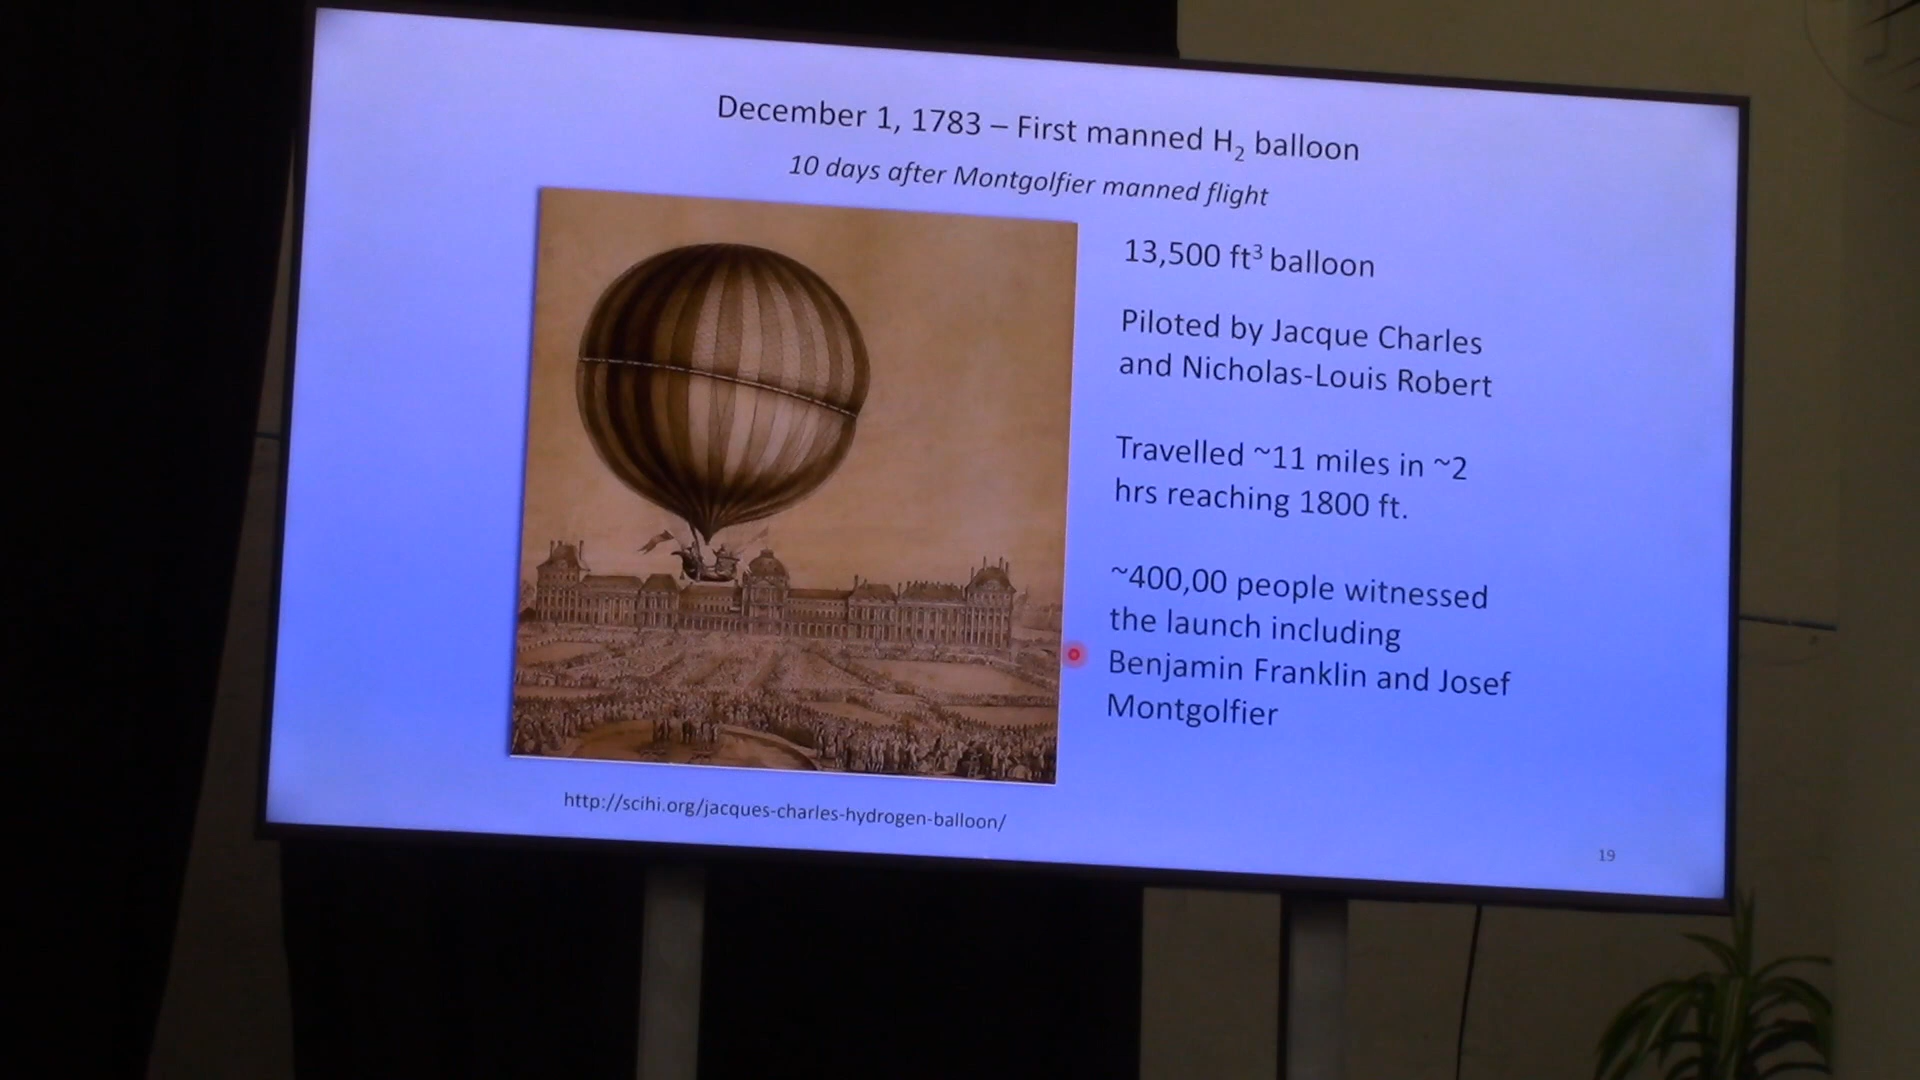 December 1, 1783 – First manned H₂ balloon
10 days after Montgolfier manned flight
13,500 ft³ balloon
Piloted by Jacque Charles
and Nicholas-Louis Robert
Travelled ~11 miles in ~2
hrs reaching 1800 ft.
~400,00 people witnessed
the launch including
Benjamin Franklin and Josef
Montgolfier
http://scihi.org/jacques-charles-hydrogen-balloon/
19